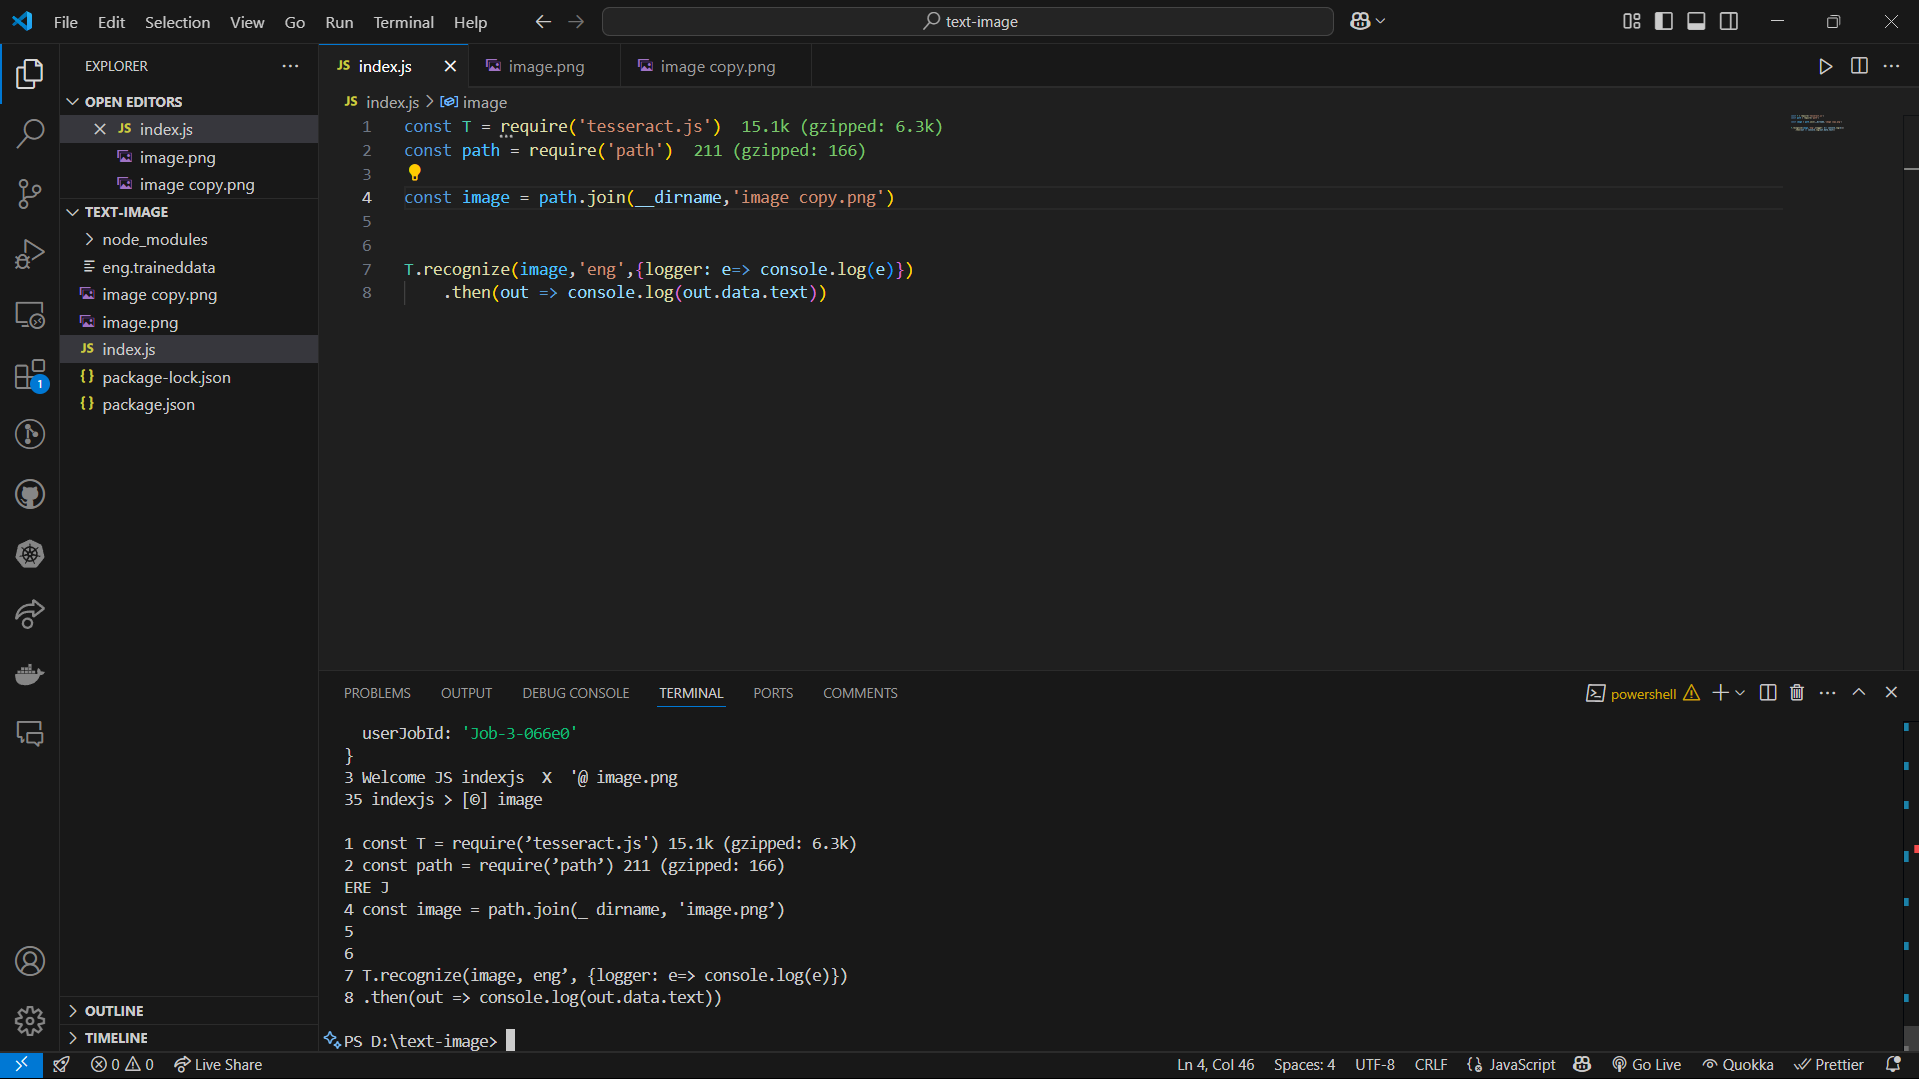 File Edit Selection View Go Run Terminal Help
text-image
EXPLORER
OPEN EDITORS
JS index.js
image.png
image copy.png
TEXT-IMAGE
node_modules
eng.traineddata
image copy.png
image.png
JS index.js
{} package-lock.json
{} package.json
1
OUTLINE
TIMELINE
JS index.js
image.png
image copy.png
JS index.js > image
1 const T = require('tesseract.js') 15.1k (gzipped: 6.3k)
2 const path = require('path') 211 (gzipped: 166)
3
4 const image = path.join(__dirname,'image copy.png')
5
6
7 T.recognize(image,'eng',{logger: e=> console.log(e)})
8 .then(out => console.log(out.data.text))
PROBLEMS OUTPUT DEBUG CONSOLE TERMINAL PORTS COMMENTS
powershell
userJobId: 'Job-3-066e0'
}
3 Welcome JS indexjs X '@ image.png
35 indexjs > [©] image
1 const T = require(’tesseract.js') 15.1k (gzipped: 6.3k)
2 const path = require(’path’) 211 (gzipped: 166)
ERE J
4 const image = path.join(_ dirname, 'image.png’)
5
6
7 T.recognize(image, eng’, {logger: e=> console.log(e)})
8 .then(out => console.log(out.data.text))
PS D:\text-image>
0 0 Live Share
Ln 4, Col 46 Spaces: 4 UTF-8 CRLF {} JavaScript Go Live Quokka Prettier